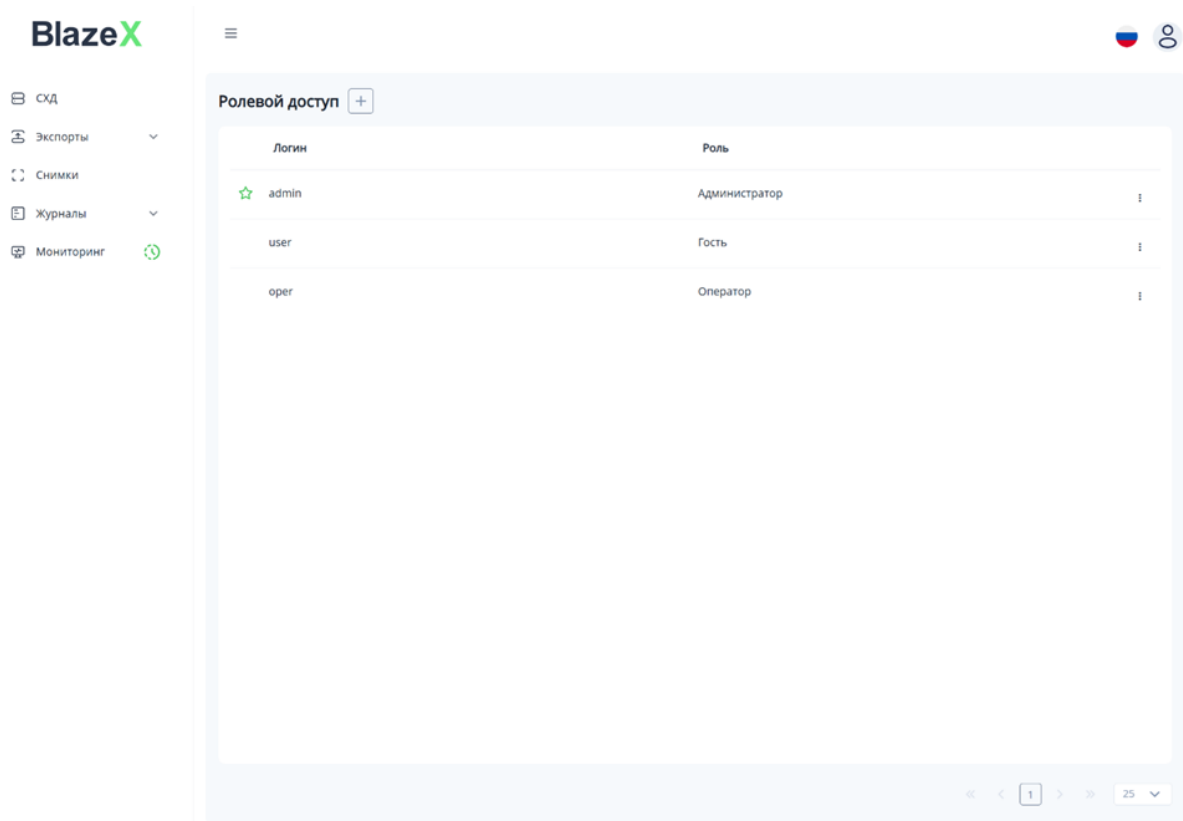 BlazeX
СХД
Экспорты
Снимки
Журналы
Мониторинг
Ролевой доступ
Логин Роль
admin Администратор
user Гость
oper Оператор
1 25